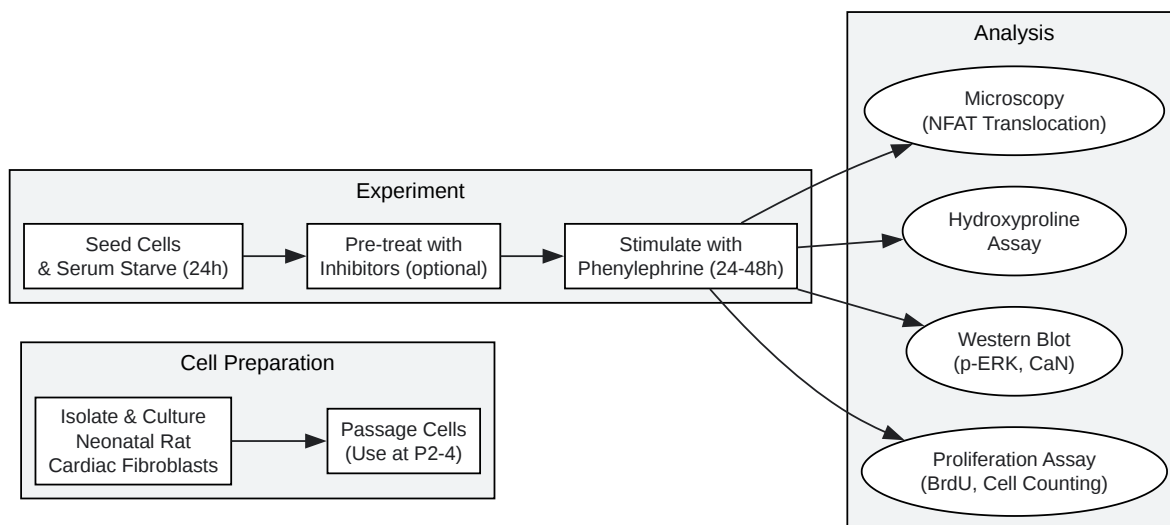 Experiment
Seed Cells
& Serum Starve (24h)
Pre-treat with
Inhibitors (optional)
Stimulate with
Phenylephrine (24-48h)
Cell Preparation
Isolate & Culture
Neonatal Rat
Cardiac Fibroblasts
Passage Cells
(Use at P2-4)
Analysis
Microscopy
(NFAT Translocation)
Hydroxyproline
Assay
Western Blot
(p-ERK, CaN)
Proliferation Assay
(BrdU, Cell Counting)